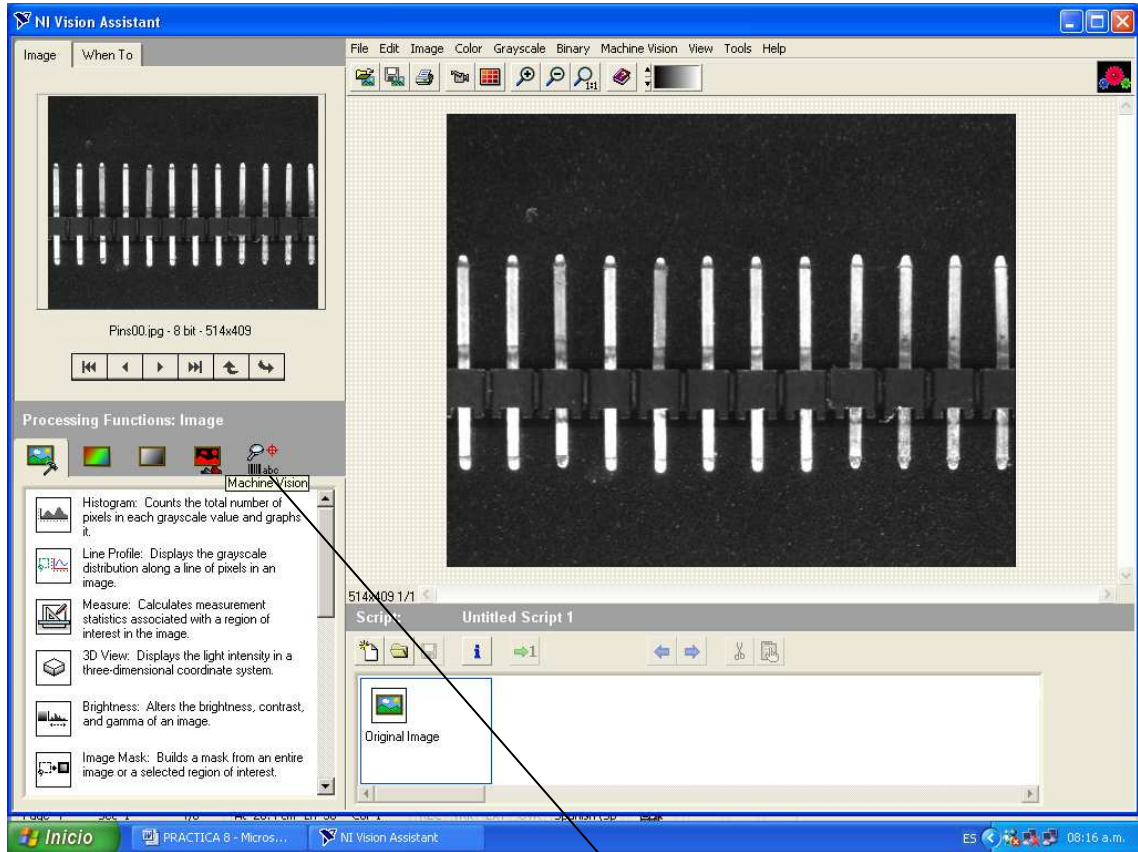 NI Vision Assistant
Image
When To
Pins00.jpg - 8 bit - 514x409
Processing Functions: Image
abc
Machine Vision
Histogram: Counts the total number of
pixels in each grayscale value and graphs
it.
Line Profile: Displays the grayscale
distribution along a line of pixels in an
image.
Measure: Calculates measurement
statistics associated with a region of
interest in the image.
3D View: Displays the light intensity in a
three-dimensional coordinate system.
Brightness: Alters the brightness, contrast,
and gamma of an image.
Image Mask: Builds a mask from an entire
image or a selected region of interest.
File Edit Image Color Grayscale Binary Machine Vision View Tools Help
1:1
514x409 1/1
Script: Untitled Script 1
1
Original Image
Inicio
PRACTICA 8 - Micros...
NI Vision Assistant
ES
08:16 a.m.